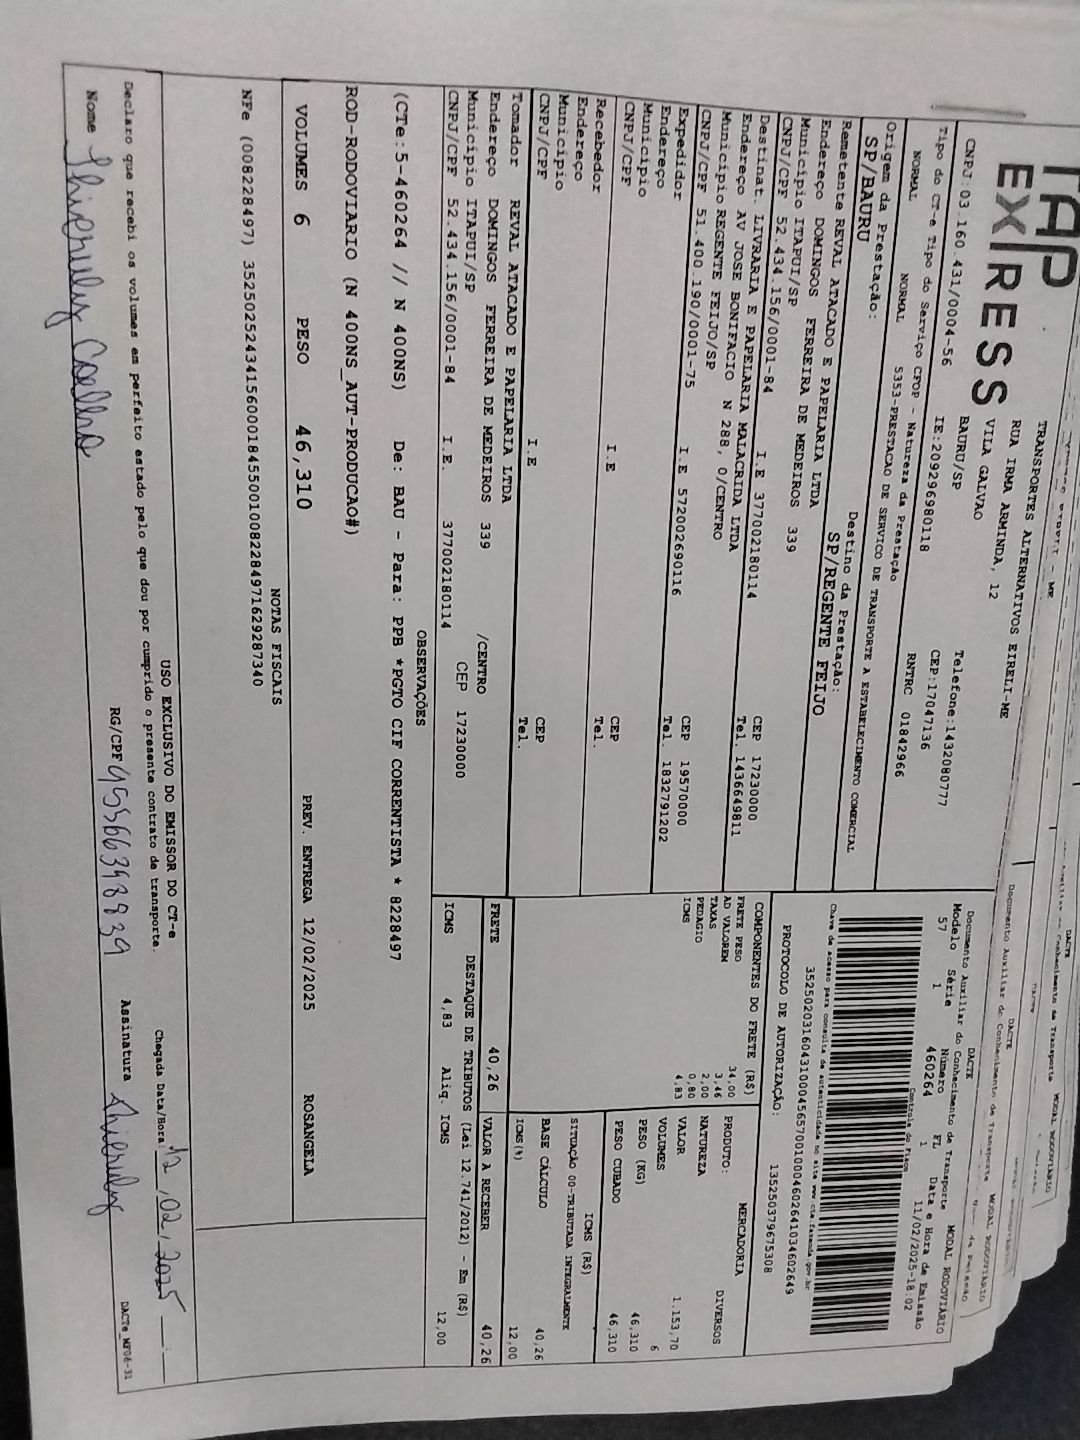 TAP
EX/RESS
TRANSPORTES ALTERNATIVOS EIRELI-ME
RUA IRMA ARMINDA, 12
VILA GALVAO
BAURU/SP
Telefone:1432080777
CEP:17047136
CNPJ:03.160.431/0004-56 IE:209296980118
RNTRC 01842966
Tipo do CT-e Tipo do Serviço CFOP - Natureza da Prestação
NORMAL NORMAL 5353-PRESTACAO DE SERVICO DE TRANSPORTE A ESTABELECIMENTO COMERCIAL
Origem da Prestação: Destino da Prestação:
SP/BAURU SP/REGENTE FEIJO
DACTE MODAL RODOVIÁRIO
Documento Auxiliar do Conhecimento de Transporte
Modelo Série Número FL Data e Hora de Emissão
57 1 460264 1 11/02/2025-18:02
Controle do Fisco
Chave de acesso para consulta de autenticidade no site www.cte.fazenda.gov.br
35250203160431000456570010004602641034602649
PROTOCOLO DE AUTORIZAÇÃO: 135250379675308
Remetente REVAL ATACADO E PAPELARIA LTDA
Endereço DOMINGOS FERREIRA DE MEDEIROS 339
Município ITAPUI/SP CEP 17230000
CNPJ/CPF 52.434.156/0001-84 I.E 377002180114 Tel. 1436649811
Destinat. LIVRARIA E PAPELARIA MALACRIDA LTDA
Endereço AV JOSE BONIFACIO N 288, 0/CENTRO
Município REGENTE FEIJO/SP CEP 19570000
CNPJ/CPF 51.400.190/0001-75 I.E 572002690116 Tel. 1832791202
Expedidor
Endereço
Município CEP
CNPJ/CPF I.E Tel.
Recebedor
Endereço
Município CEP
CNPJ/CPF I.E Tel.
Tomador REVAL ATACADO E PAPELARIA LTDA
Endereço DOMINGOS FERREIRA DE MEDEIROS 339 /CENTRO
Município ITAPUI/SP CEP 17230000
CNPJ/CPF 52.434.156/0001-84 I.E. 377002180114
COMPONENTES DO FRETE (R$)
FRETE PESO 34,00
AD VALOREM 3,46
TAXAS 2,00
PEDAGIO 0,80
ICMS 4,83
MERCADORIA
PRODUTO: DIVERSOS
NATUREZA
VALOR 1.153,70
VOLUMES 6
PESO (KG) 46,310
PESO CUBADO 46,310
ICMS (R$)
SITUAÇÃO 00-TRIBUTADA INTEGRALMENTE
BASE CÁLCULO 40,26
ICMS(%) 12,00
FRETE 40,26 VALOR A RECEBER 40,26
DESTAQUE DE TRIBUTOS (Lei 12.741/2012) - Em (R$)
ICMS 4,83 Aliq. ICMS 12,00
OBSERVAÇÕES
(CTe:5-460264 // N 400NS) De: BAU - Para: PPB *PGTO CIF CORRENTISTA * 8228497
ROD-RODOVIARIO (N 400NS_AUT-PRODUCAO#)
VOLUMES 6 PESO 46,310 PREV. ENTREGA 12/02/2025 ROSANGELA
NOTAS FISCAIS
NFe (008228497) 35250252434156000184550010082284971629287340
USO EXCLUSIVO DO EMISSOR DO CT-e
Declaro que recebi os volumes em perfeito estado pelo que dou por cumprido o presente contrato de transporte.
Chegada Data/Hora: 12/02/2025 __:__
Nome Coelho RG/CPF 45566398839 Assinatura
DACTe_MF06-31